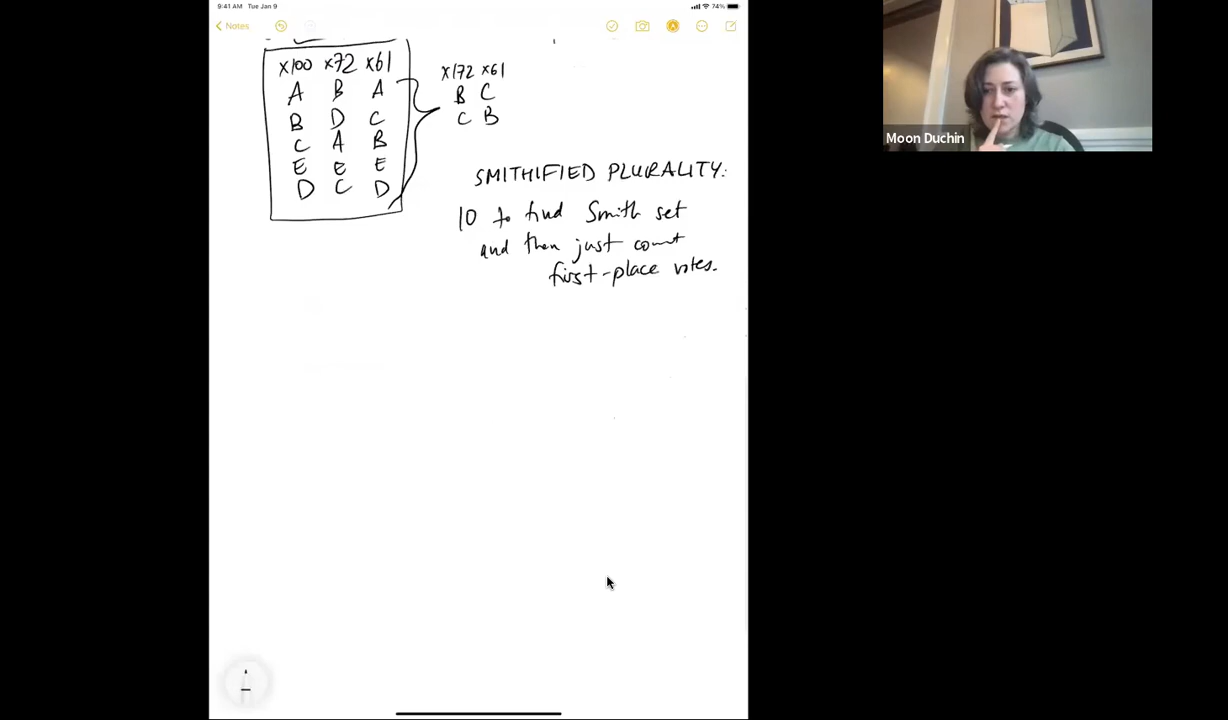 9:41 AM Tue Jan 9
74%
Notes
x100 x72 x61
A B A
B D C
C A B
E E E
D C D
x172 x61
B C
C B
SMITHIFIED PLURALITY:
10 to find Smith set
and then just count
first-place votes.
Moon Duchin